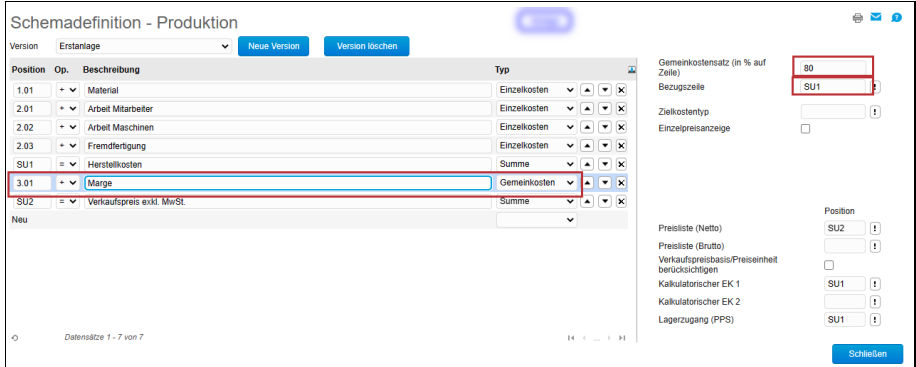 Schemadefinition - Produktion
Version Erstanlage Neue Version Version löschen
Position Op. Beschreibung Typ
1.01 + Material Einzelkosten
2.01 + Arbeit Mitarbeiter Einzelkosten
2.02 + Arbeit Maschinen Einzelkosten
2.03 + Fremdfertigung Einzelkosten
SU1 = Herstellkosten Summe
3.01 + Marge Gemeinkosten
SU2 = Verkaufspreis exkl. MwSt. Summe
Neu
Datensätze 1 - 7 von 7
...
Gemeinkostensatz (in % auf
Zeile) 80
Bezugszeile SU1
Zielkostentyp
Einzelpreisanzeige
Position
Preisliste (Netto) SU2
Preisliste (Brutto)
Verkaufspreisbasis/Preiseinheit
berücksichtigen
Kalkulatorischer EK 1 SU1
Kalkulatorischer EK 2
Lagerzugang (PPS) SU1
Schließen